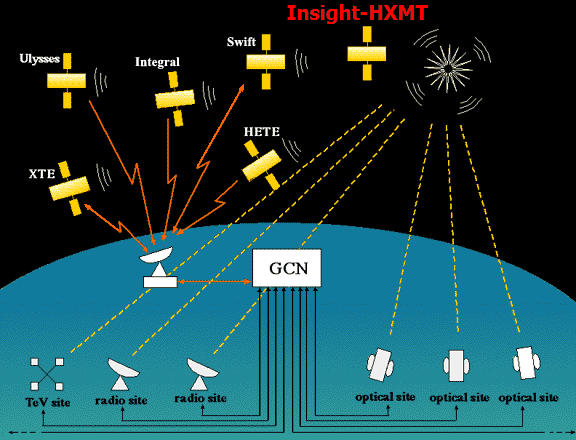 Insight-HXMT
Ulysses
Integral
Swift
HETE
XTE
GCN
TeV site
radio site
radio site
optical site
optical site
optical site